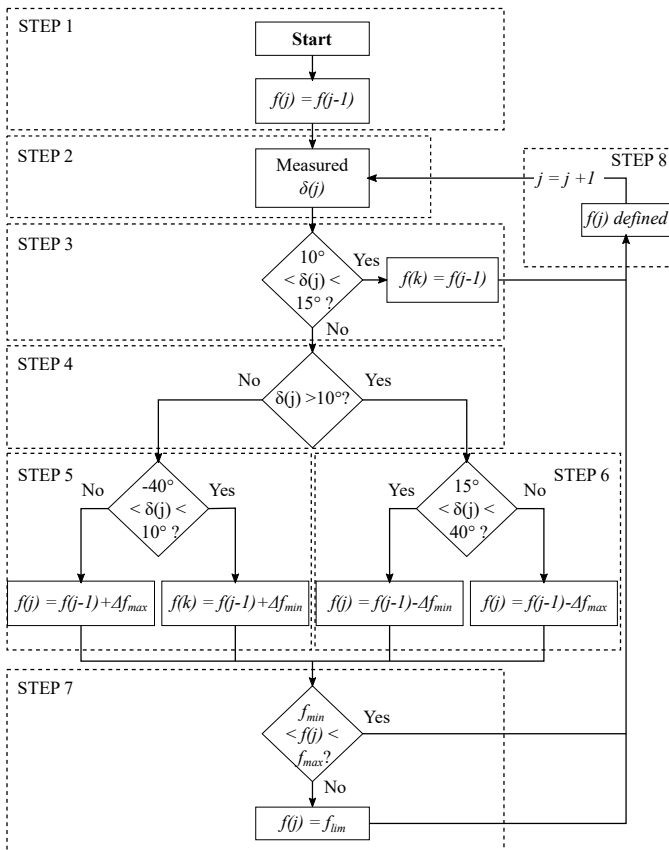 STEP 1
Start
f(j) = f(j-1)
STEP 2
Measured
δ(j)
STEP 8
j = j +1
f(j) defined
STEP 3
10°
< δ(j) <
15° ?
Yes
f(k) = f(j-1)
No
STEP 4
No
δ(j) >10°?
Yes
STEP 5
No
-40°
< δ(j) <
10° ?
Yes
STEP 6
Yes
15°
< δ(j) <
40° ?
No
f(j) = f(j-1)+Δfmax
f(k) = f(j-1)+Δfmin
f(j) = f(j-1)-Δfmin
f(j) = f(j-1)-Δfmax
STEP 7
fmin
< f(j) <
fmax?
Yes
No
f(j) = flim